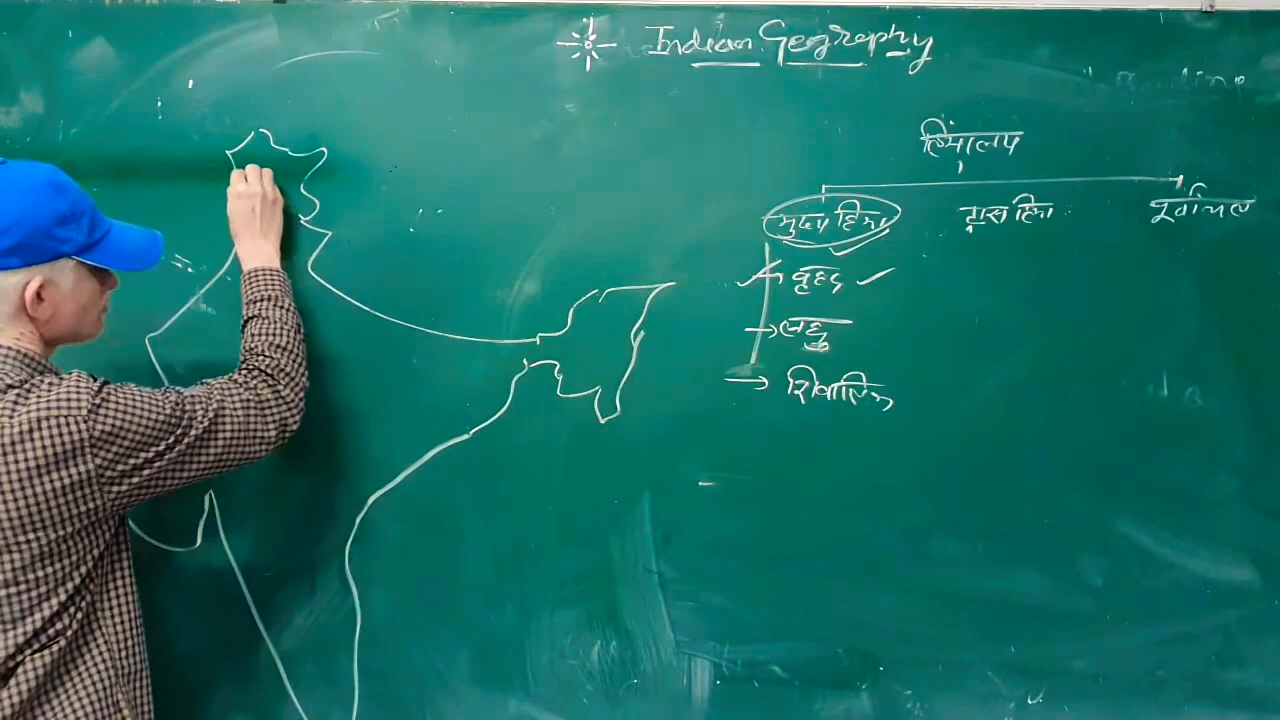 Indian Geography
हिमालय
मुख्य हिमा ट्रांस हिमा पूर्वांचल
वृहद
लघु
शिवालिक